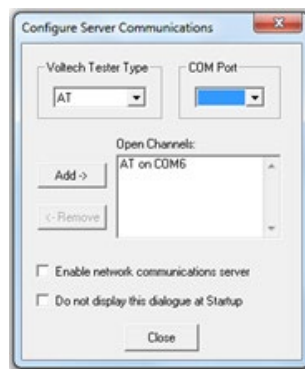 Configure Server Communications
Voltech Tester Type
COM Port
AT
Open Channels:
Add ->
AT on COM6
<- Remove
Enable network communications server
Do not display this dialogue at Startup
Close